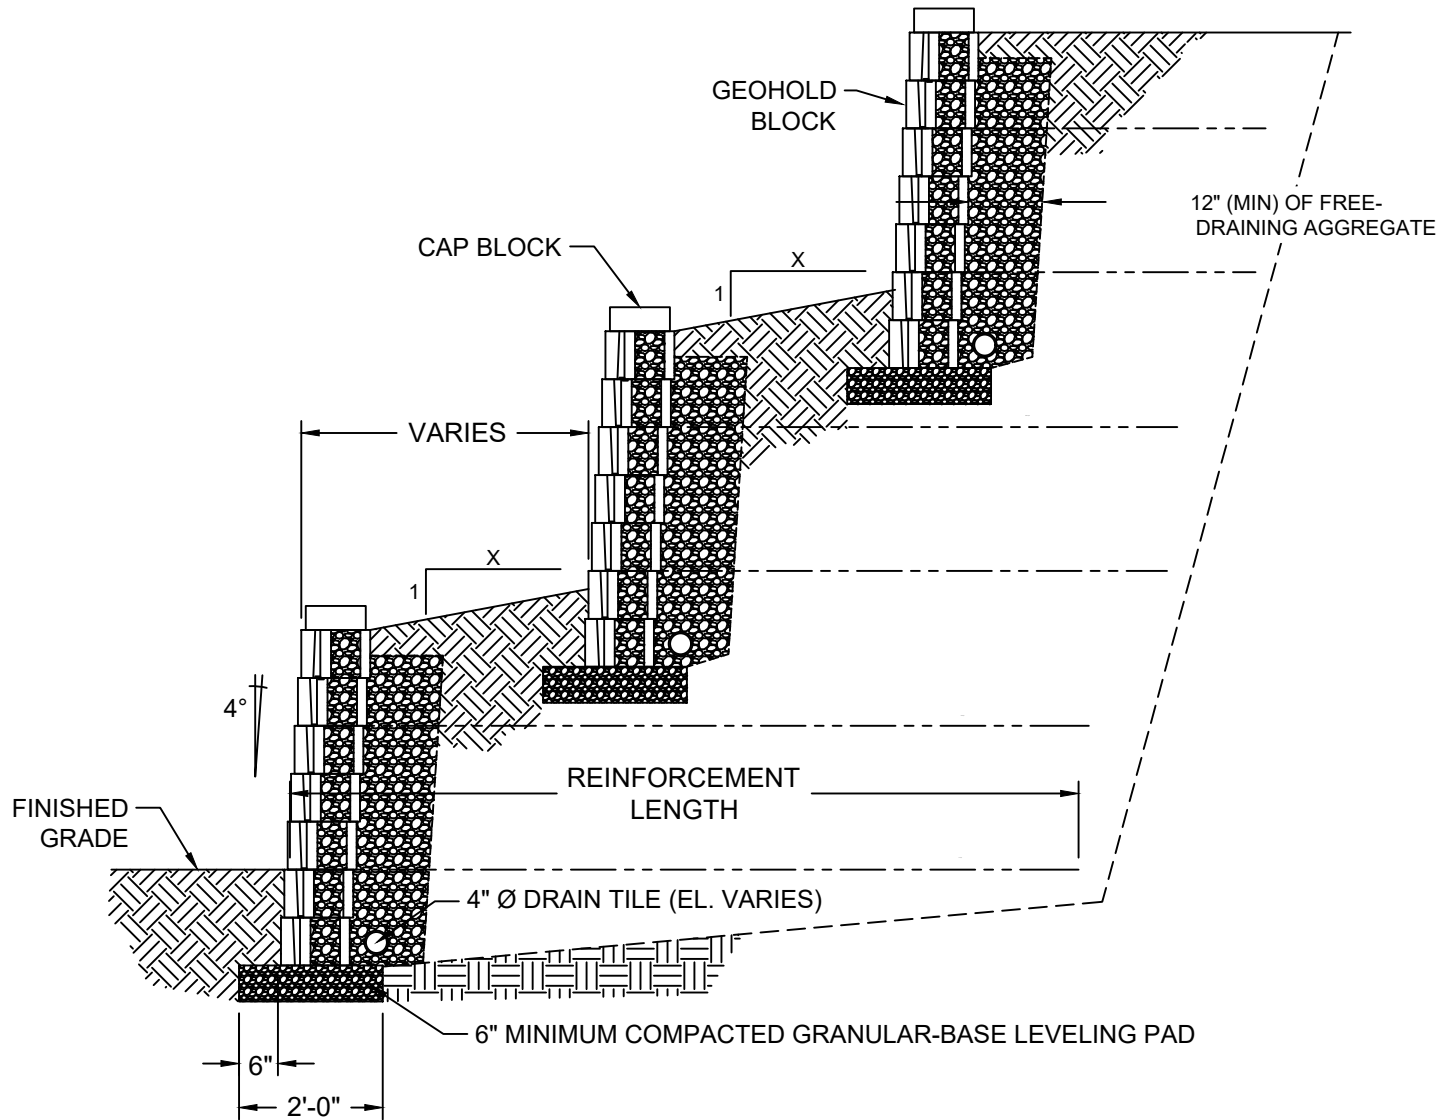 GEOHOLD
BLOCK
12" (MIN) OF FREE-
DRAINING AGGREGATE
CAP BLOCK
X
1
VARIES
X
1
4°
REINFORCEMENT
LENGTH
FINISHED
GRADE
4" Ø DRAIN TILE (EL. VARIES)
6" MINIMUM COMPACTED GRANULAR-BASE LEVELING PAD
6"
2'-0"